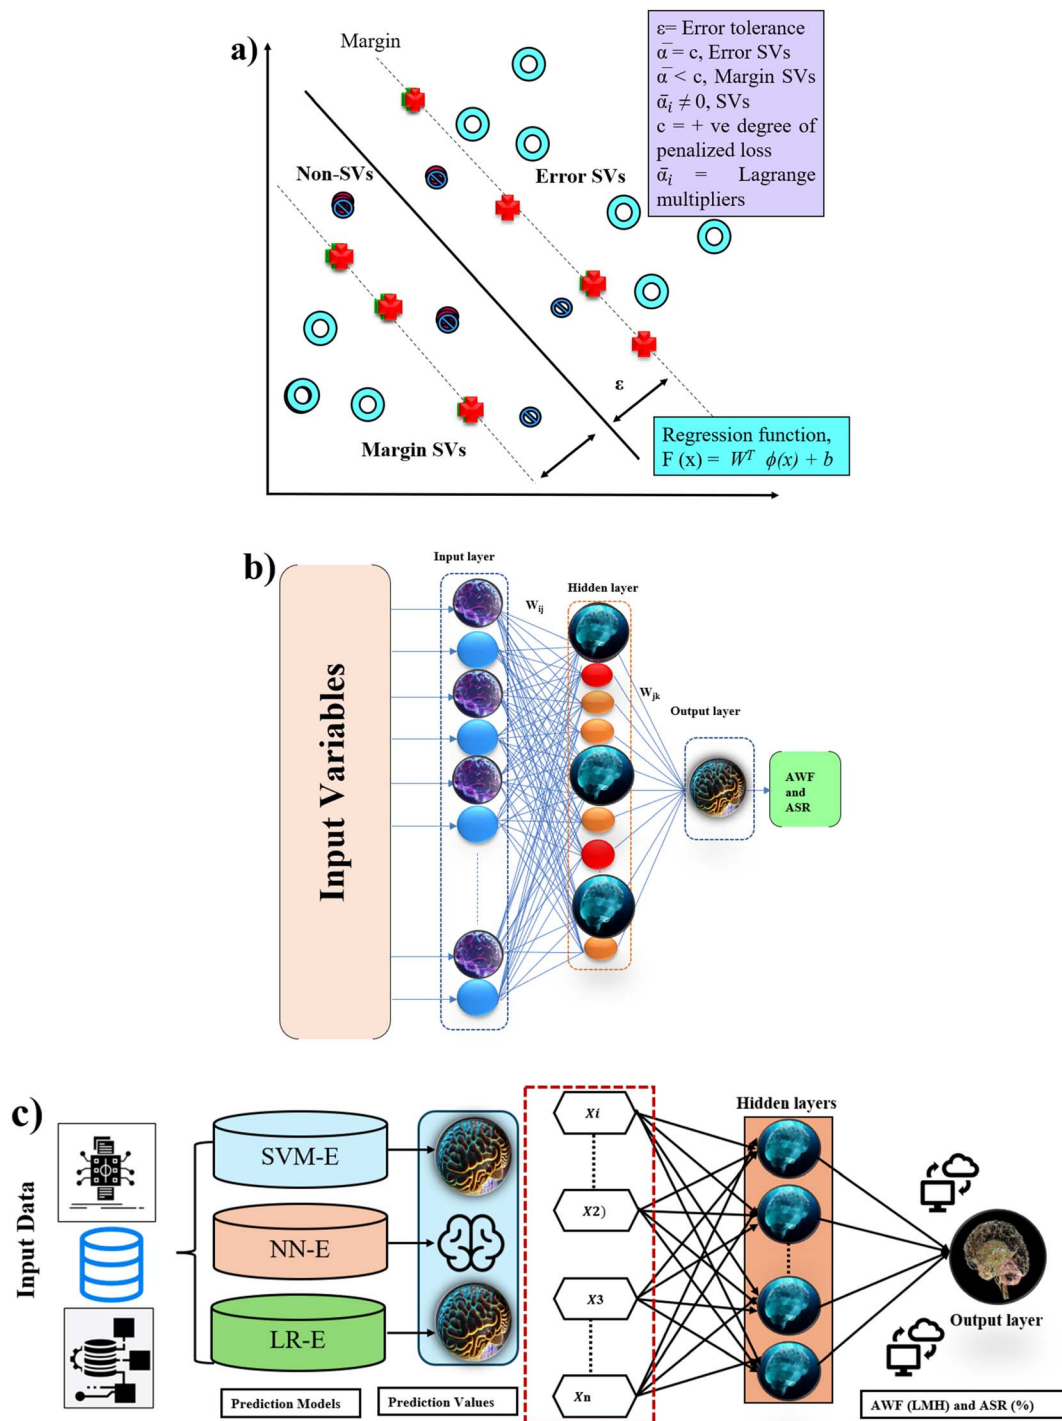 a)
Margin
ε= Error tolerance
α̅ = c, Error SVs
α̅ < c, Margin SVs
α̅ᵢ ≠ 0, SVs
c = + ve degree of
penalized loss
α̅ᵢ = Lagrange
multipliers
Non-SVs
Error SVs
ε
Margin SVs
Regression function,
F (x) = Wᵀ ϕ(x) + b
b)
Input layer
Hidden layer
Wij
Wjk
Output layer
Input Variables
AWF
and
ASR
c)
Input Data
SVM-E
NN-E
LR-E
Prediction Models
Prediction Values
Xi
X2)
X3
Xn
Hidden layers
Output layer
AWF (LMH) and ASR (%)